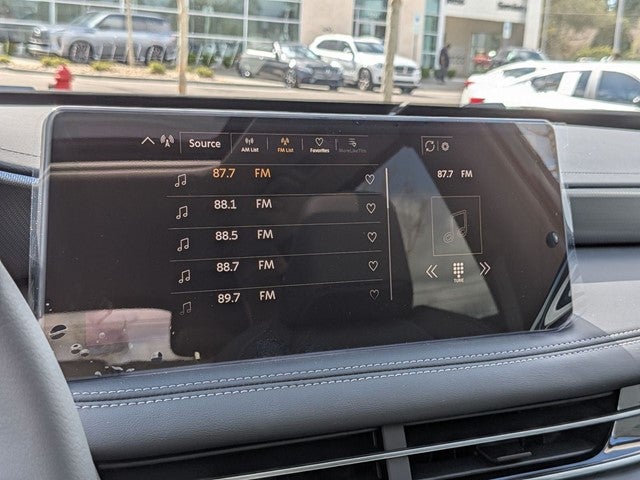 Source
AM List
FM List
Favorites
87.7 FM
88.1 FM
88.5 FM
88.7 FM
89.7 FM
87.7 FM
TUNE